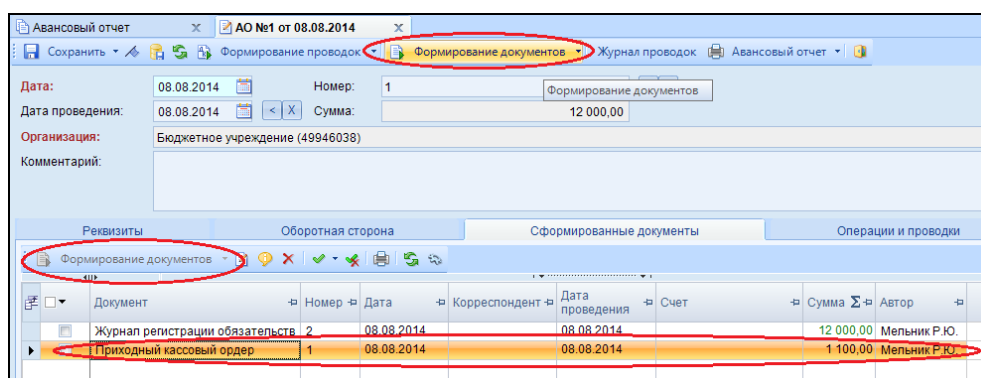 Авансовый отчет x АО №1 от 08.08.2014 x
Сохранить Формирование проводок Формирование документов Журнал проводок Авансовый отчет
Дата: 08.08.2014 Номер: 1
Формирование документов
Дата проведения: 08.08.2014 < X Сумма: 12 000,00
Организация: Бюджетное учреждение (49946038)
Комментарий:
Реквизиты Оборотная сторона Сформированные документы Операции и проводки
Формирование документов
Документ Номер Дата Корреспондент Дата проведения Счет Сумма Σ Автор
Журнал регистрации обязательств 2 08.08.2014 08.08.2014 12 000,00 Мельник Р.Ю.
Приходный кассовый ордер 1 08.08.2014 08.08.2014 1 100,00 Мельник Р.Ю.